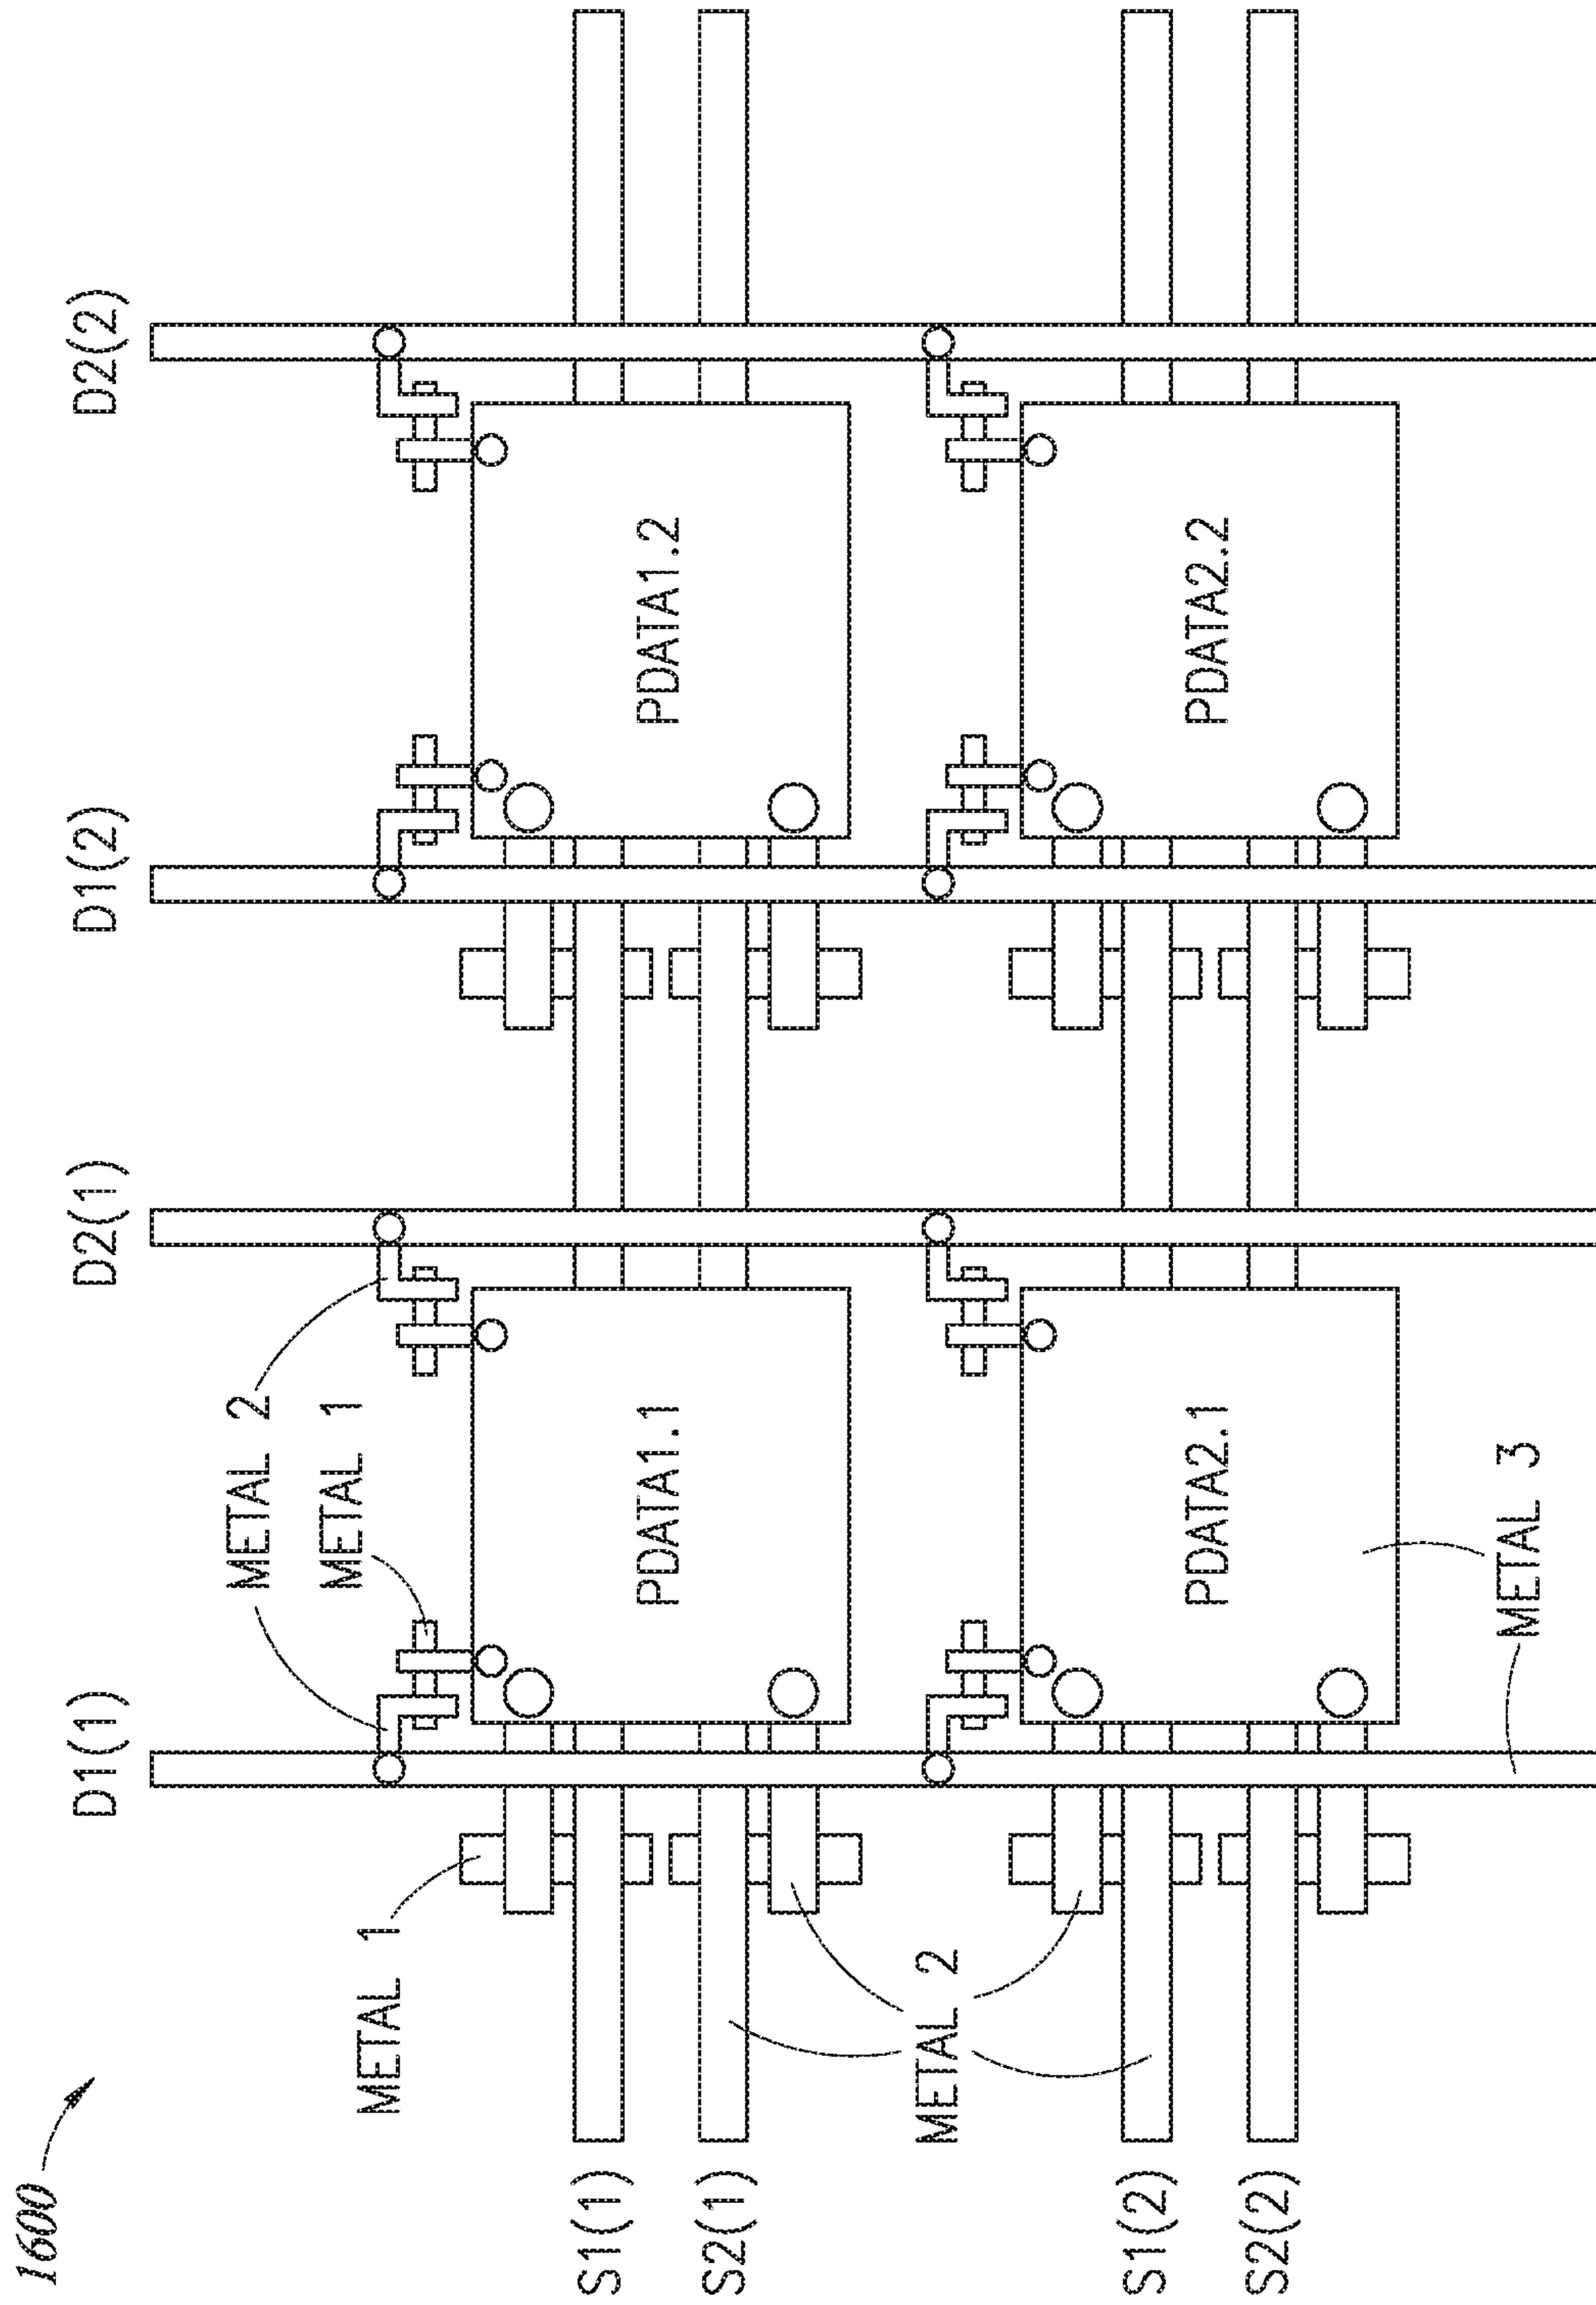 1600
D1(1) D2(1) D1(2) D2(2)
METAL 2
METAL 1
METAL 1
S1(1)
PDATA1.1 PDATA1.2
S2(1)
METAL 2
S1(2)
PDATA2.1 PDATA2.2
S2(2)
METAL 3